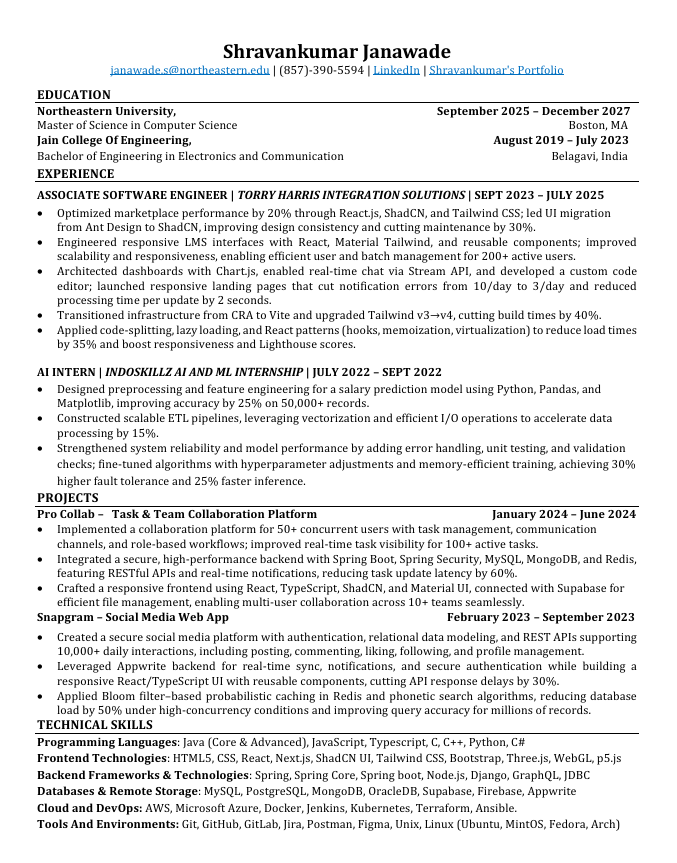 Shravankumar Janawade
janawade.s@northeastern.edu | (857)-390-5594 | LinkedIn | Shravankumar's Portfolio
EDUCATION
Northeastern University, September 2025 – December 2027
Master of Science in Computer Science Boston, MA
Jain College Of Engineering, August 2019 – July 2023
Bachelor of Engineering in Electronics and Communication Belagavi, India
EXPERIENCE
ASSOCIATE SOFTWARE ENGINEER | TORRY HARRIS INTEGRATION SOLUTIONS | SEPT 2023 – JULY 2025
• Optimized marketplace performance by 20% through React.js, ShadCN, and Tailwind CSS; led UI migration
from Ant Design to ShadCN, improving design consistency and cutting maintenance by 30%.
• Engineered responsive LMS interfaces with React, Material Tailwind, and reusable components; improved
scalability and responsiveness, enabling efficient user and batch management for 200+ active users.
• Architected dashboards with Chart.js, enabled real-time chat via Stream API, and developed a custom code
editor; launched responsive landing pages that cut notification errors from 10/day to 3/day and reduced
processing time per update by 2 seconds.
• Transitioned infrastructure from CRA to Vite and upgraded Tailwind v3→v4, cutting build times by 40%.
• Applied code-splitting, lazy loading, and React patterns (hooks, memoization, virtualization) to reduce load times
by 35% and boost responsiveness and Lighthouse scores.
AI INTERN | INDOSKILLZ AI AND ML INTERNSHIP | JULY 2022 – SEPT 2022
• Designed preprocessing and feature engineering for a salary prediction model using Python, Pandas, and
Matplotlib, improving accuracy by 25% on 50,000+ records.
• Constructed scalable ETL pipelines, leveraging vectorization and efficient I/O operations to accelerate data
processing by 15%.
• Strengthened system reliability and model performance by adding error handling, unit testing, and validation
checks; fine-tuned algorithms with hyperparameter adjustments and memory-efficient training, achieving 30%
higher fault tolerance and 25% faster inference.
PROJECTS
Pro Collab – Task & Team Collaboration Platform January 2024 – June 2024
• Implemented a collaboration platform for 50+ concurrent users with task management, communication
channels, and role-based workflows; improved real-time task visibility for 100+ active tasks.
• Integrated a secure, high-performance backend with Spring Boot, Spring Security, MySQL, MongoDB, and Redis,
featuring RESTful APIs and real-time notifications, reducing task update latency by 60%.
• Crafted a responsive frontend using React, TypeScript, ShadCN, and Material UI, connected with Supabase for
efficient file management, enabling multi-user collaboration across 10+ teams seamlessly.
Snapgram – Social Media Web App February 2023 – September 2023
• Created a secure social media platform with authentication, relational data modeling, and REST APIs supporting
10,000+ daily interactions, including posting, commenting, liking, following, and profile management.
• Leveraged Appwrite backend for real-time sync, notifications, and secure authentication while building a
responsive React/TypeScript UI with reusable components, cutting API response delays by 30%.
• Applied Bloom filter–based probabilistic caching in Redis and phonetic search algorithms, reducing database
load by 50% under high-concurrency conditions and improving query accuracy for millions of records.
TECHNICAL SKILLS
Programming Languages: Java (Core & Advanced), JavaScript, Typescript, C, C++, Python, C#
Frontend Technologies: HTML5, CSS, React, Next.js, ShadCN UI, Tailwind CSS, Bootstrap, Three.js, WebGL, p5.js
Backend Frameworks & Technologies: Spring, Spring Core, Spring boot, Node.js, Django, GraphQL, JDBC
Databases & Remote Storage: MySQL, PostgreSQL, MongoDB, OracleDB, Supabase, Firebase, Appwrite
Cloud and DevOps: AWS, Microsoft Azure, Docker, Jenkins, Kubernetes, Terraform, Ansible.
Tools And Environments: Git, GitHub, GitLab, Jira, Postman, Figma, Unix, Linux (Ubuntu, MintOS, Fedora, Arch)